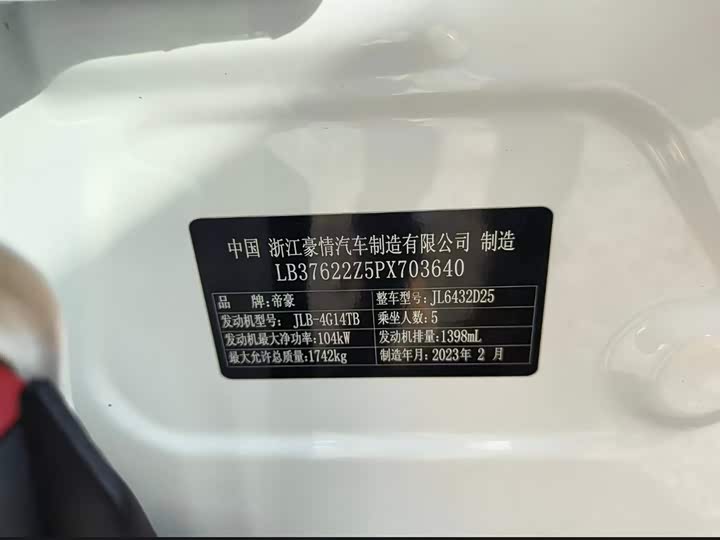 中国 浙江豪情汽车制造有限公司 制造
LB37622Z5PX703640
品 牌:帝豪 整车型号:JL6432D25
发动机型号: JLB-4G14TB 乘坐人数:5
发动机最大净功率:104kW 发动机排量:1398mL
最大允许总质量:1742kg 制造年月:2023年 2 月